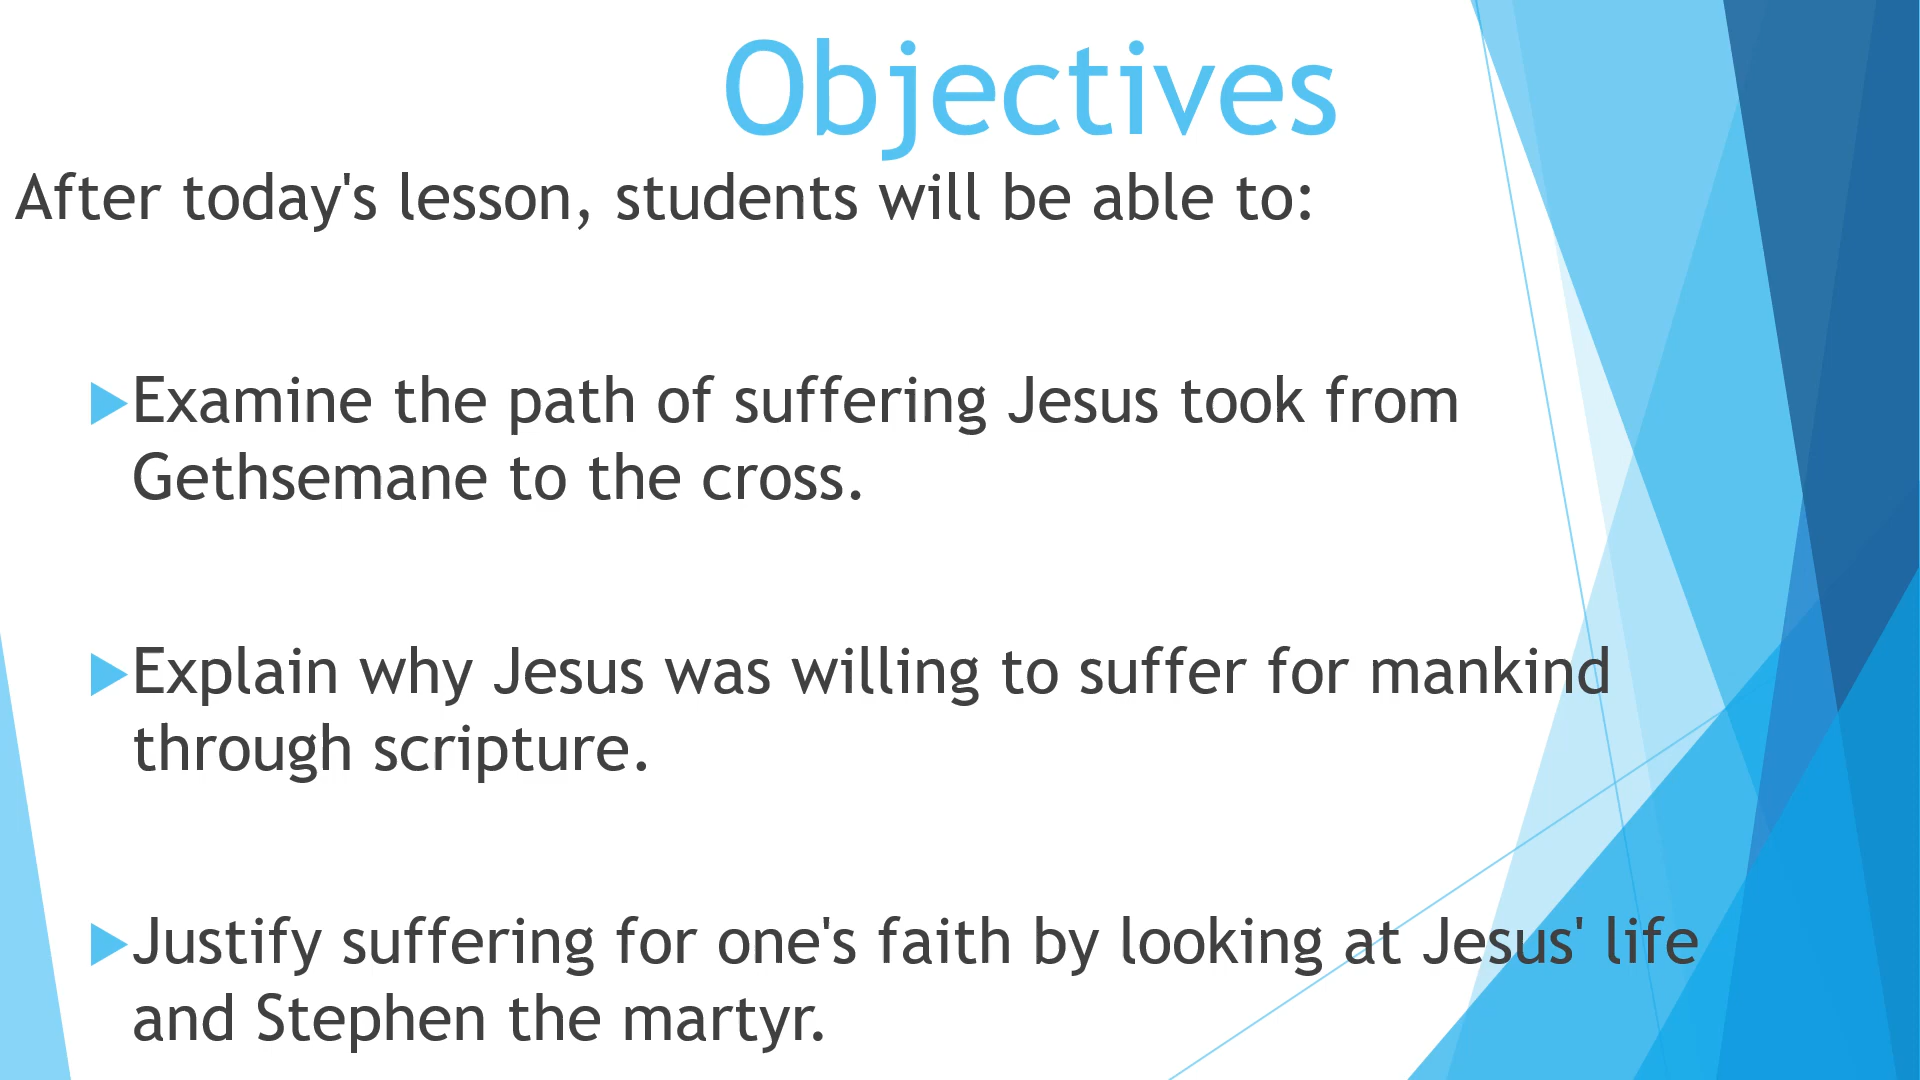 Objectives
After today's lesson, students will be able to:
Examine the path of suffering Jesus took from
Gethsemane to the cross.
Explain why Jesus was willing to suffer for mankind
through scripture.
Justify suffering for one's faith by looking at Jesus' life
and Stephen the martyr.